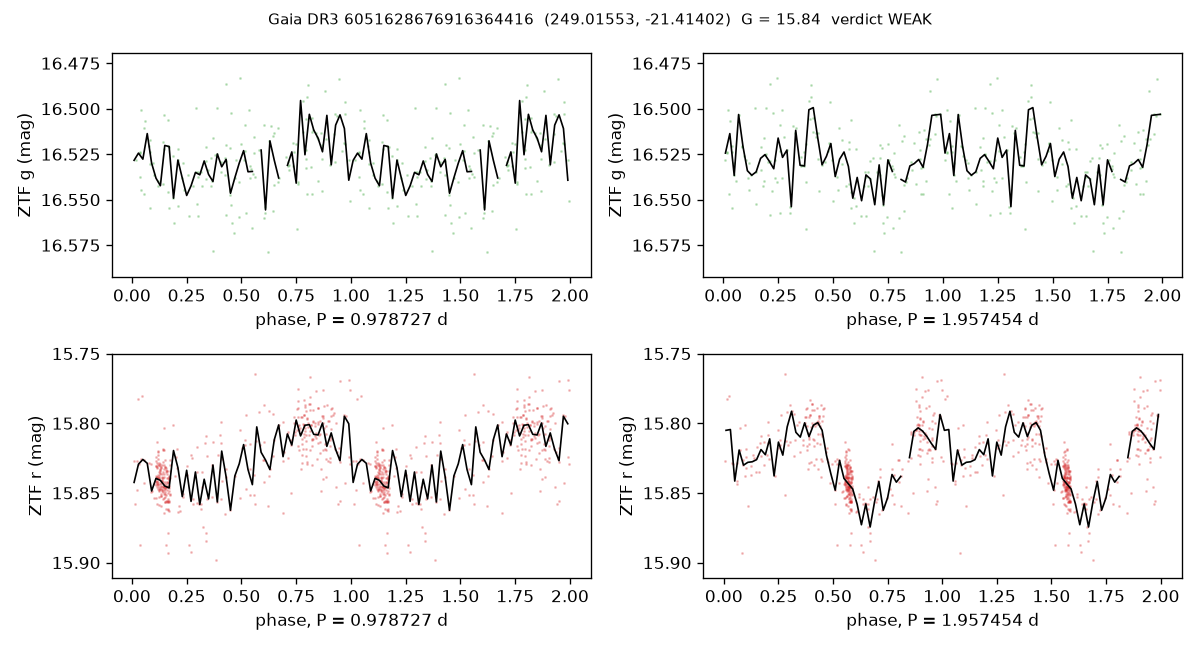 Gaia DR3 6051628676916364416  (249.01553, -21.41402)  G = 15.84  verdict WEAK
ZTF g (mag)
16.475
16.500
16.525
16.550
16.575
0.00 0.25 0.50 0.75 1.00 1.25 1.50 1.75 2.00
phase, P = 0.978727 d
ZTF g (mag)
16.475
16.500
16.525
16.550
16.575
0.00 0.25 0.50 0.75 1.00 1.25 1.50 1.75 2.00
phase, P = 1.957454 d
ZTF r (mag)
15.75
15.80
15.85
15.90
0.00 0.25 0.50 0.75 1.00 1.25 1.50 1.75 2.00
phase, P = 0.978727 d
ZTF r (mag)
15.75
15.80
15.85
15.90
0.00 0.25 0.50 0.75 1.00 1.25 1.50 1.75 2.00
phase, P = 1.957454 d